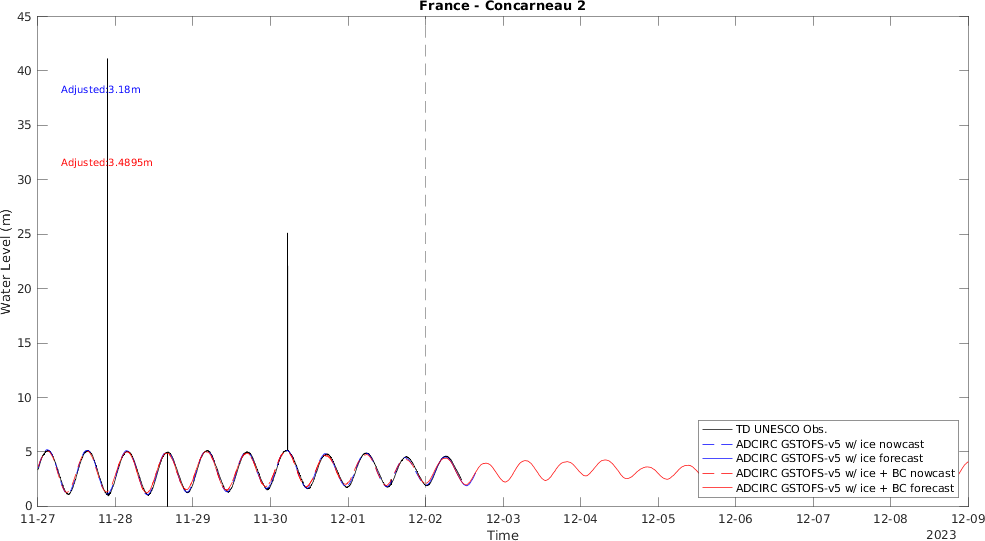 France - Concarneau 2
45
40
35
30
25
20
15
10
5
0
Water Level (m)
Adjusted:3.18m
Adjusted:3.4895m
TD UNESCO Obs.
ADCIRC GSTOFS-v5 w/ ice nowcast
ADCIRC GSTOFS-v5 w/ ice forecast
ADCIRC GSTOFS-v5 w/ ice + BC nowcast
ADCIRC GSTOFS-v5 w/ ice + BC forecast
11-27 11-28 11-29 11-30 12-01 12-02 12-03 12-04 12-05 12-06 12-07 12-08 12-09
Time
2023